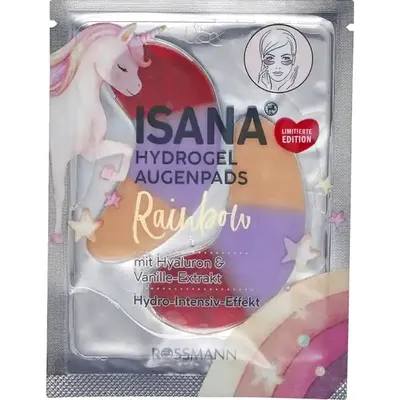 ISANA
HYDROGEL
AUGENPADS
LIMITIERTE
EDITION
Rainbow
mit Hyaluron &
Vanille-Extrakt
Hydro-Intensiv-Effekt
ROSSMANN